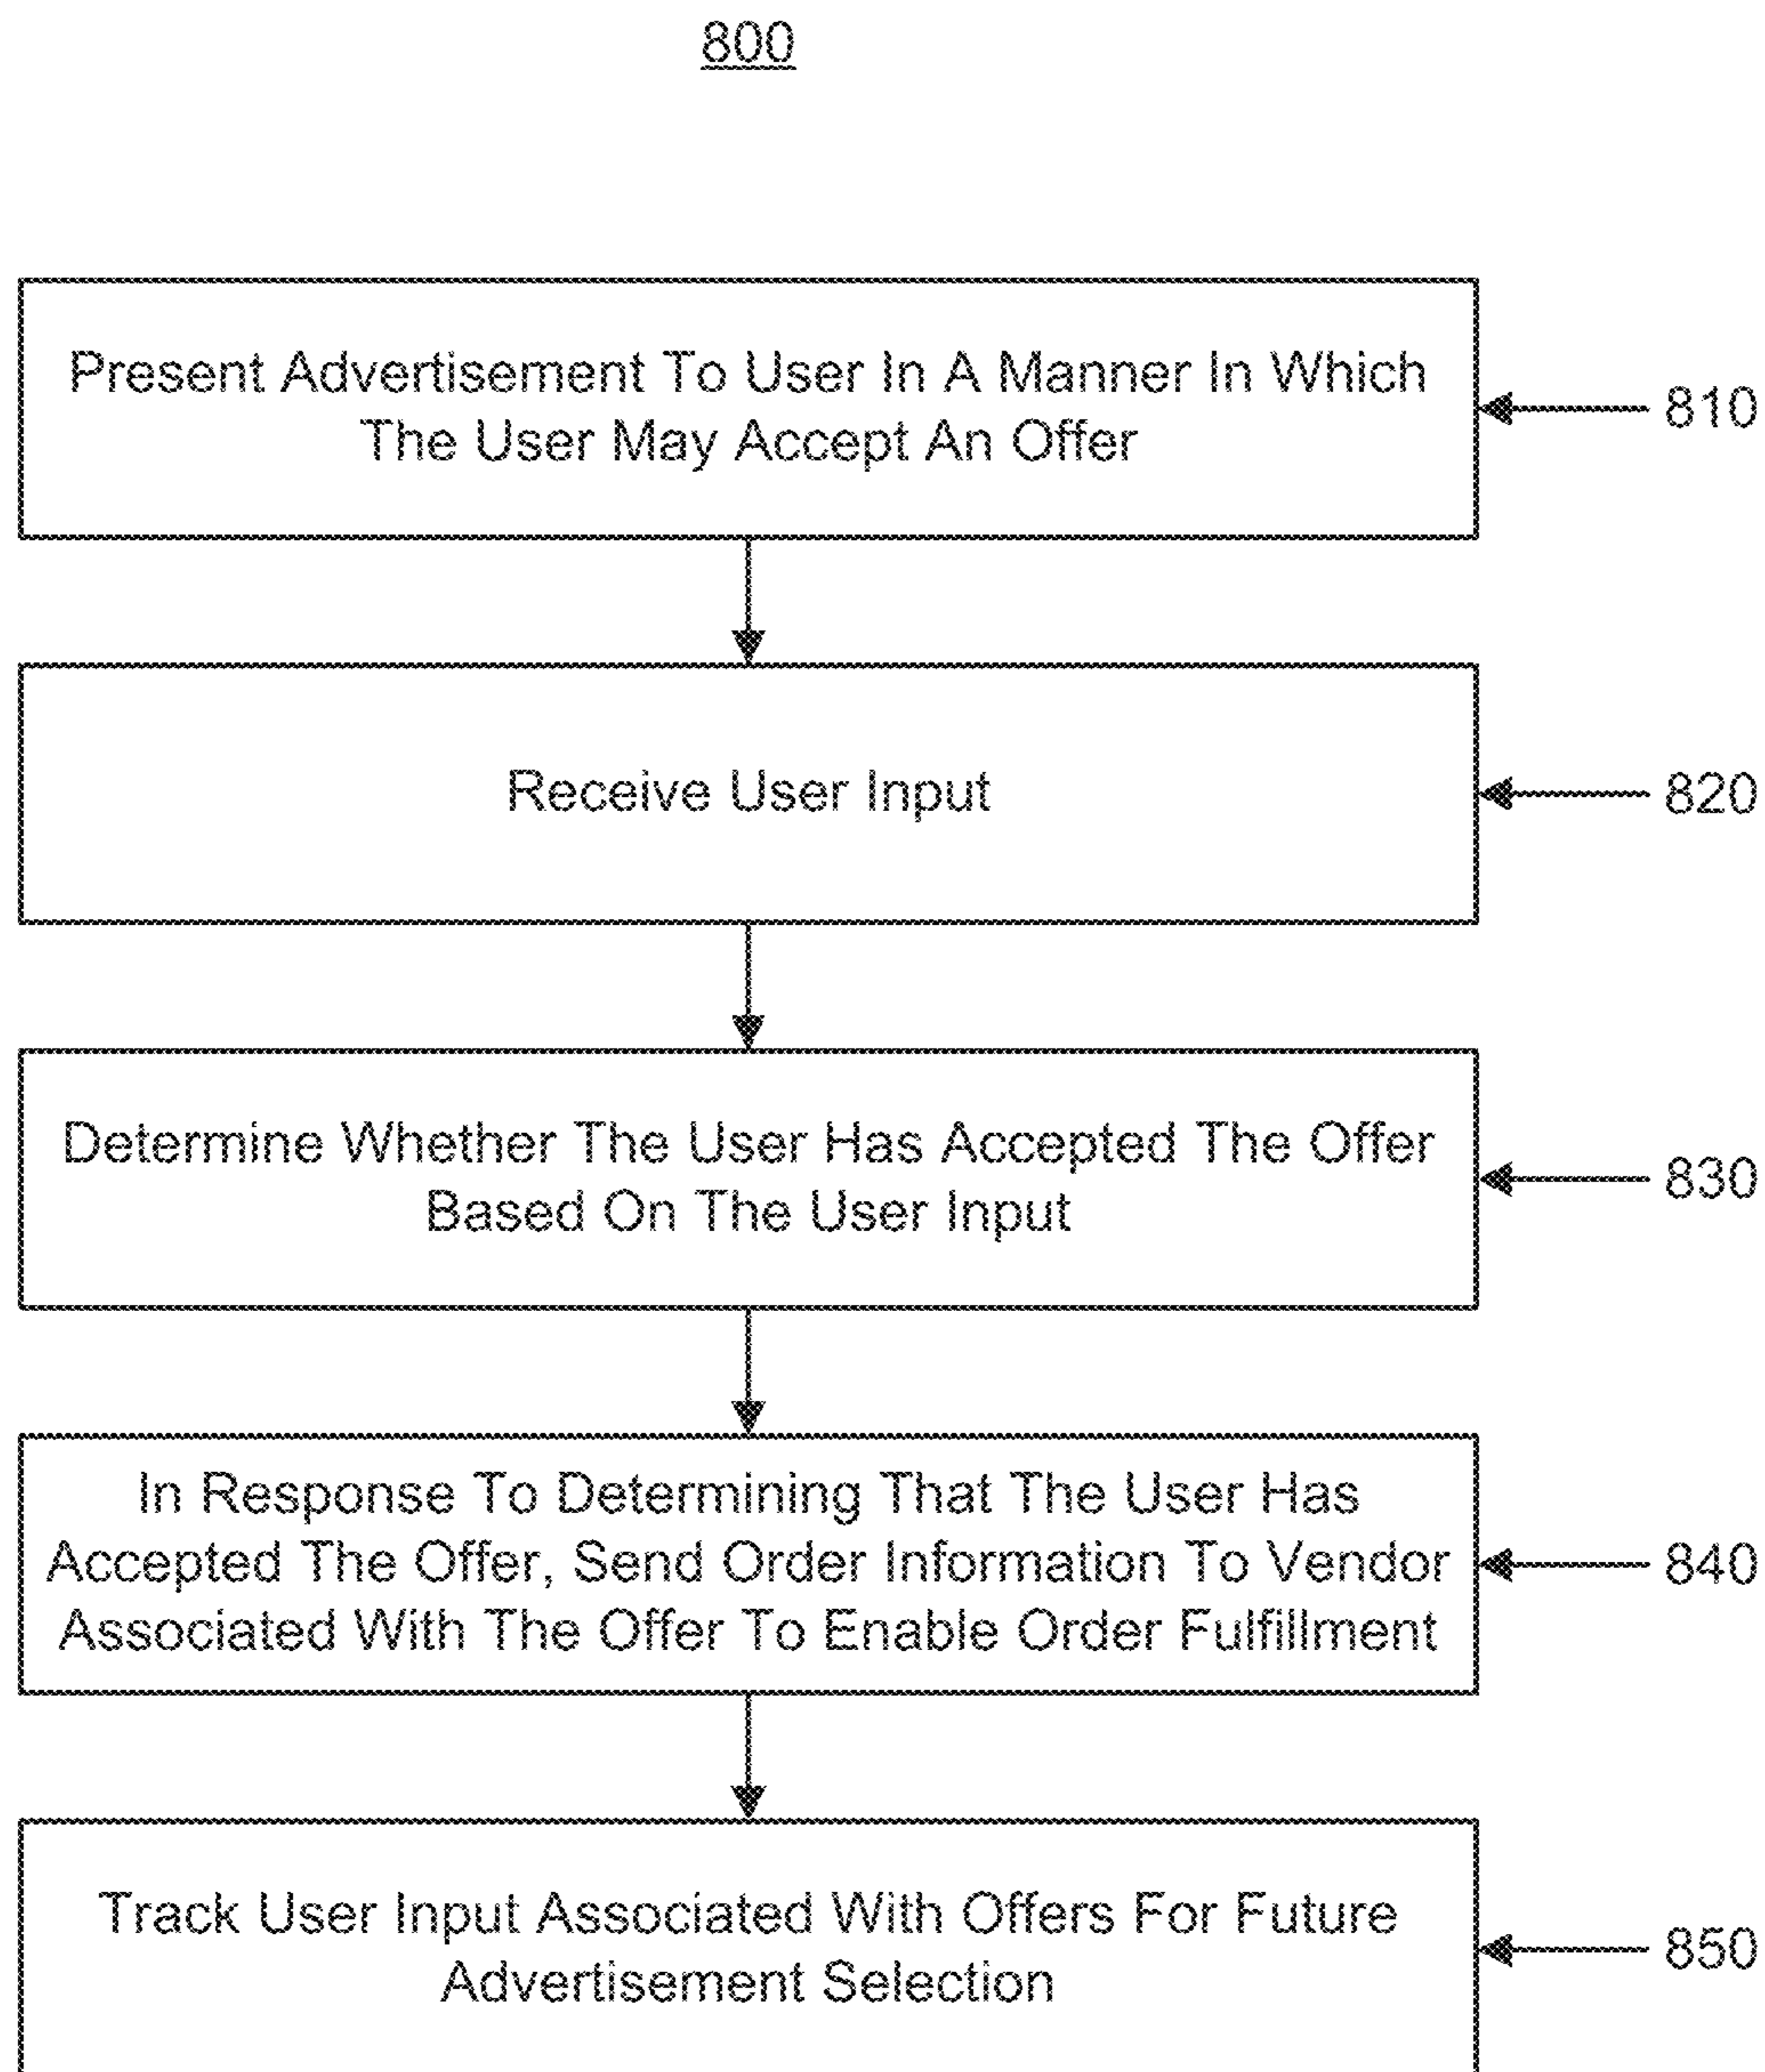 800
Present Advertisement To User In A Manner In Which
The User May Accept An Offer
810
Receive User Input
820
Determine Whether The User Has Accepted The Offer
Based On The User Input
830
In Response To Determining That The User Has
Accepted The Offer, Send Order Information To Vendor
Associated With The Offer To Enable Order Fulfillment
840
Track User Input Associated With Offers For Future
Advertisement Selection
850